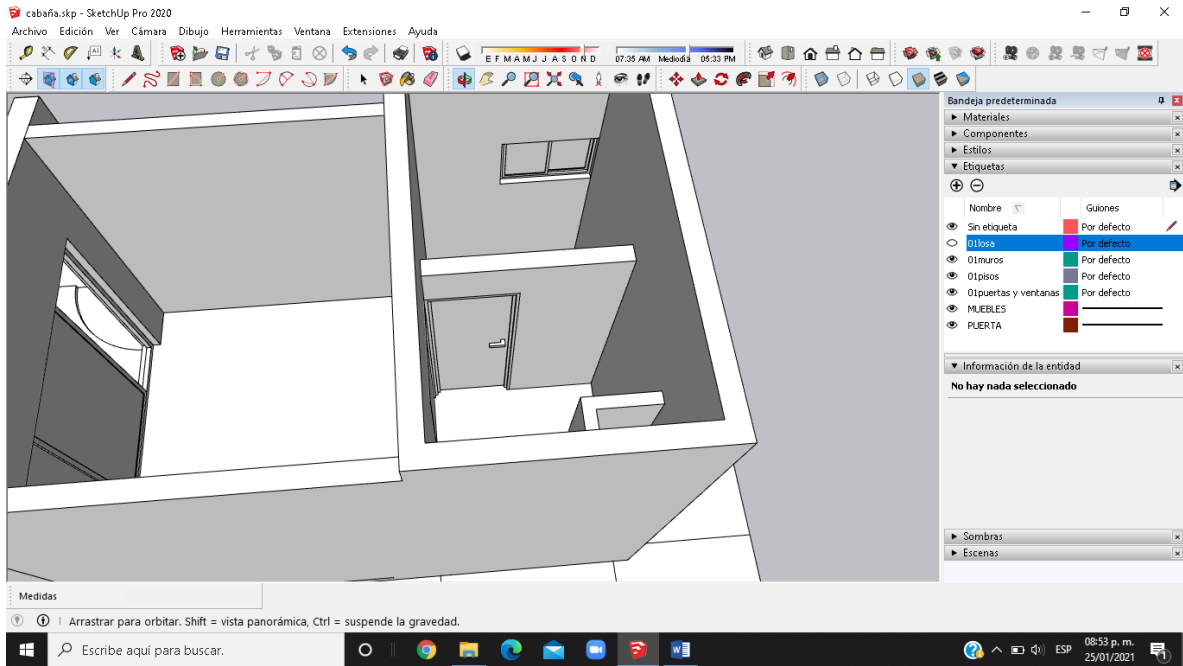 cabaña.skp - SketchUp Pro 2020
Archivo Edición Ver Cámara Dibujo Herramientas Ventana Extensiones Ayuda
E F M A M J J A S O N D 07:35 AM Mediodía 05:33 PM
Bandeja predeterminada
Materiales
Componentes
Estilos
Etiquetas
Nombre Guiones
Sin etiqueta Por defecto
01losa Por defecto
01muros Por defecto
01pisos Por defecto
01puertas y ventanas Por defecto
MUEBLES
PUERTA
Información de la entidad
No hay nada seleccionado
Sombras
Escenas
Medidas
Arrastrar para orbitar. Shift = vista panorámica, Ctrl = suspende la gravedad.
Escribe aquí para buscar.
ESP
08:53 p. m.
25/01/2021